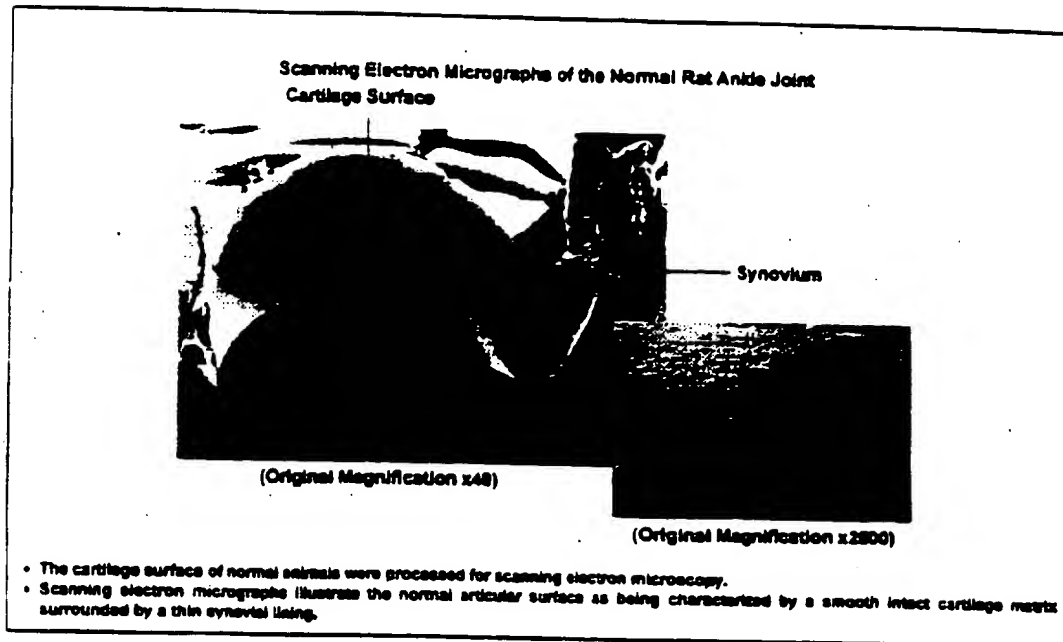 Scanning Electron Micrographs of the Normal Rat Ankle Joint
Cartilage Surface
Synovium
(Original Magnification x48)
(Original Magnification x2600)
• The cartilage surface of normal animals were processed for scanning electron microscopy.
• Scanning electron micrographs illustrate the normal articular surface as being characterized by a smooth intact cartilage matrix
surrounded by a thin synovial lining.